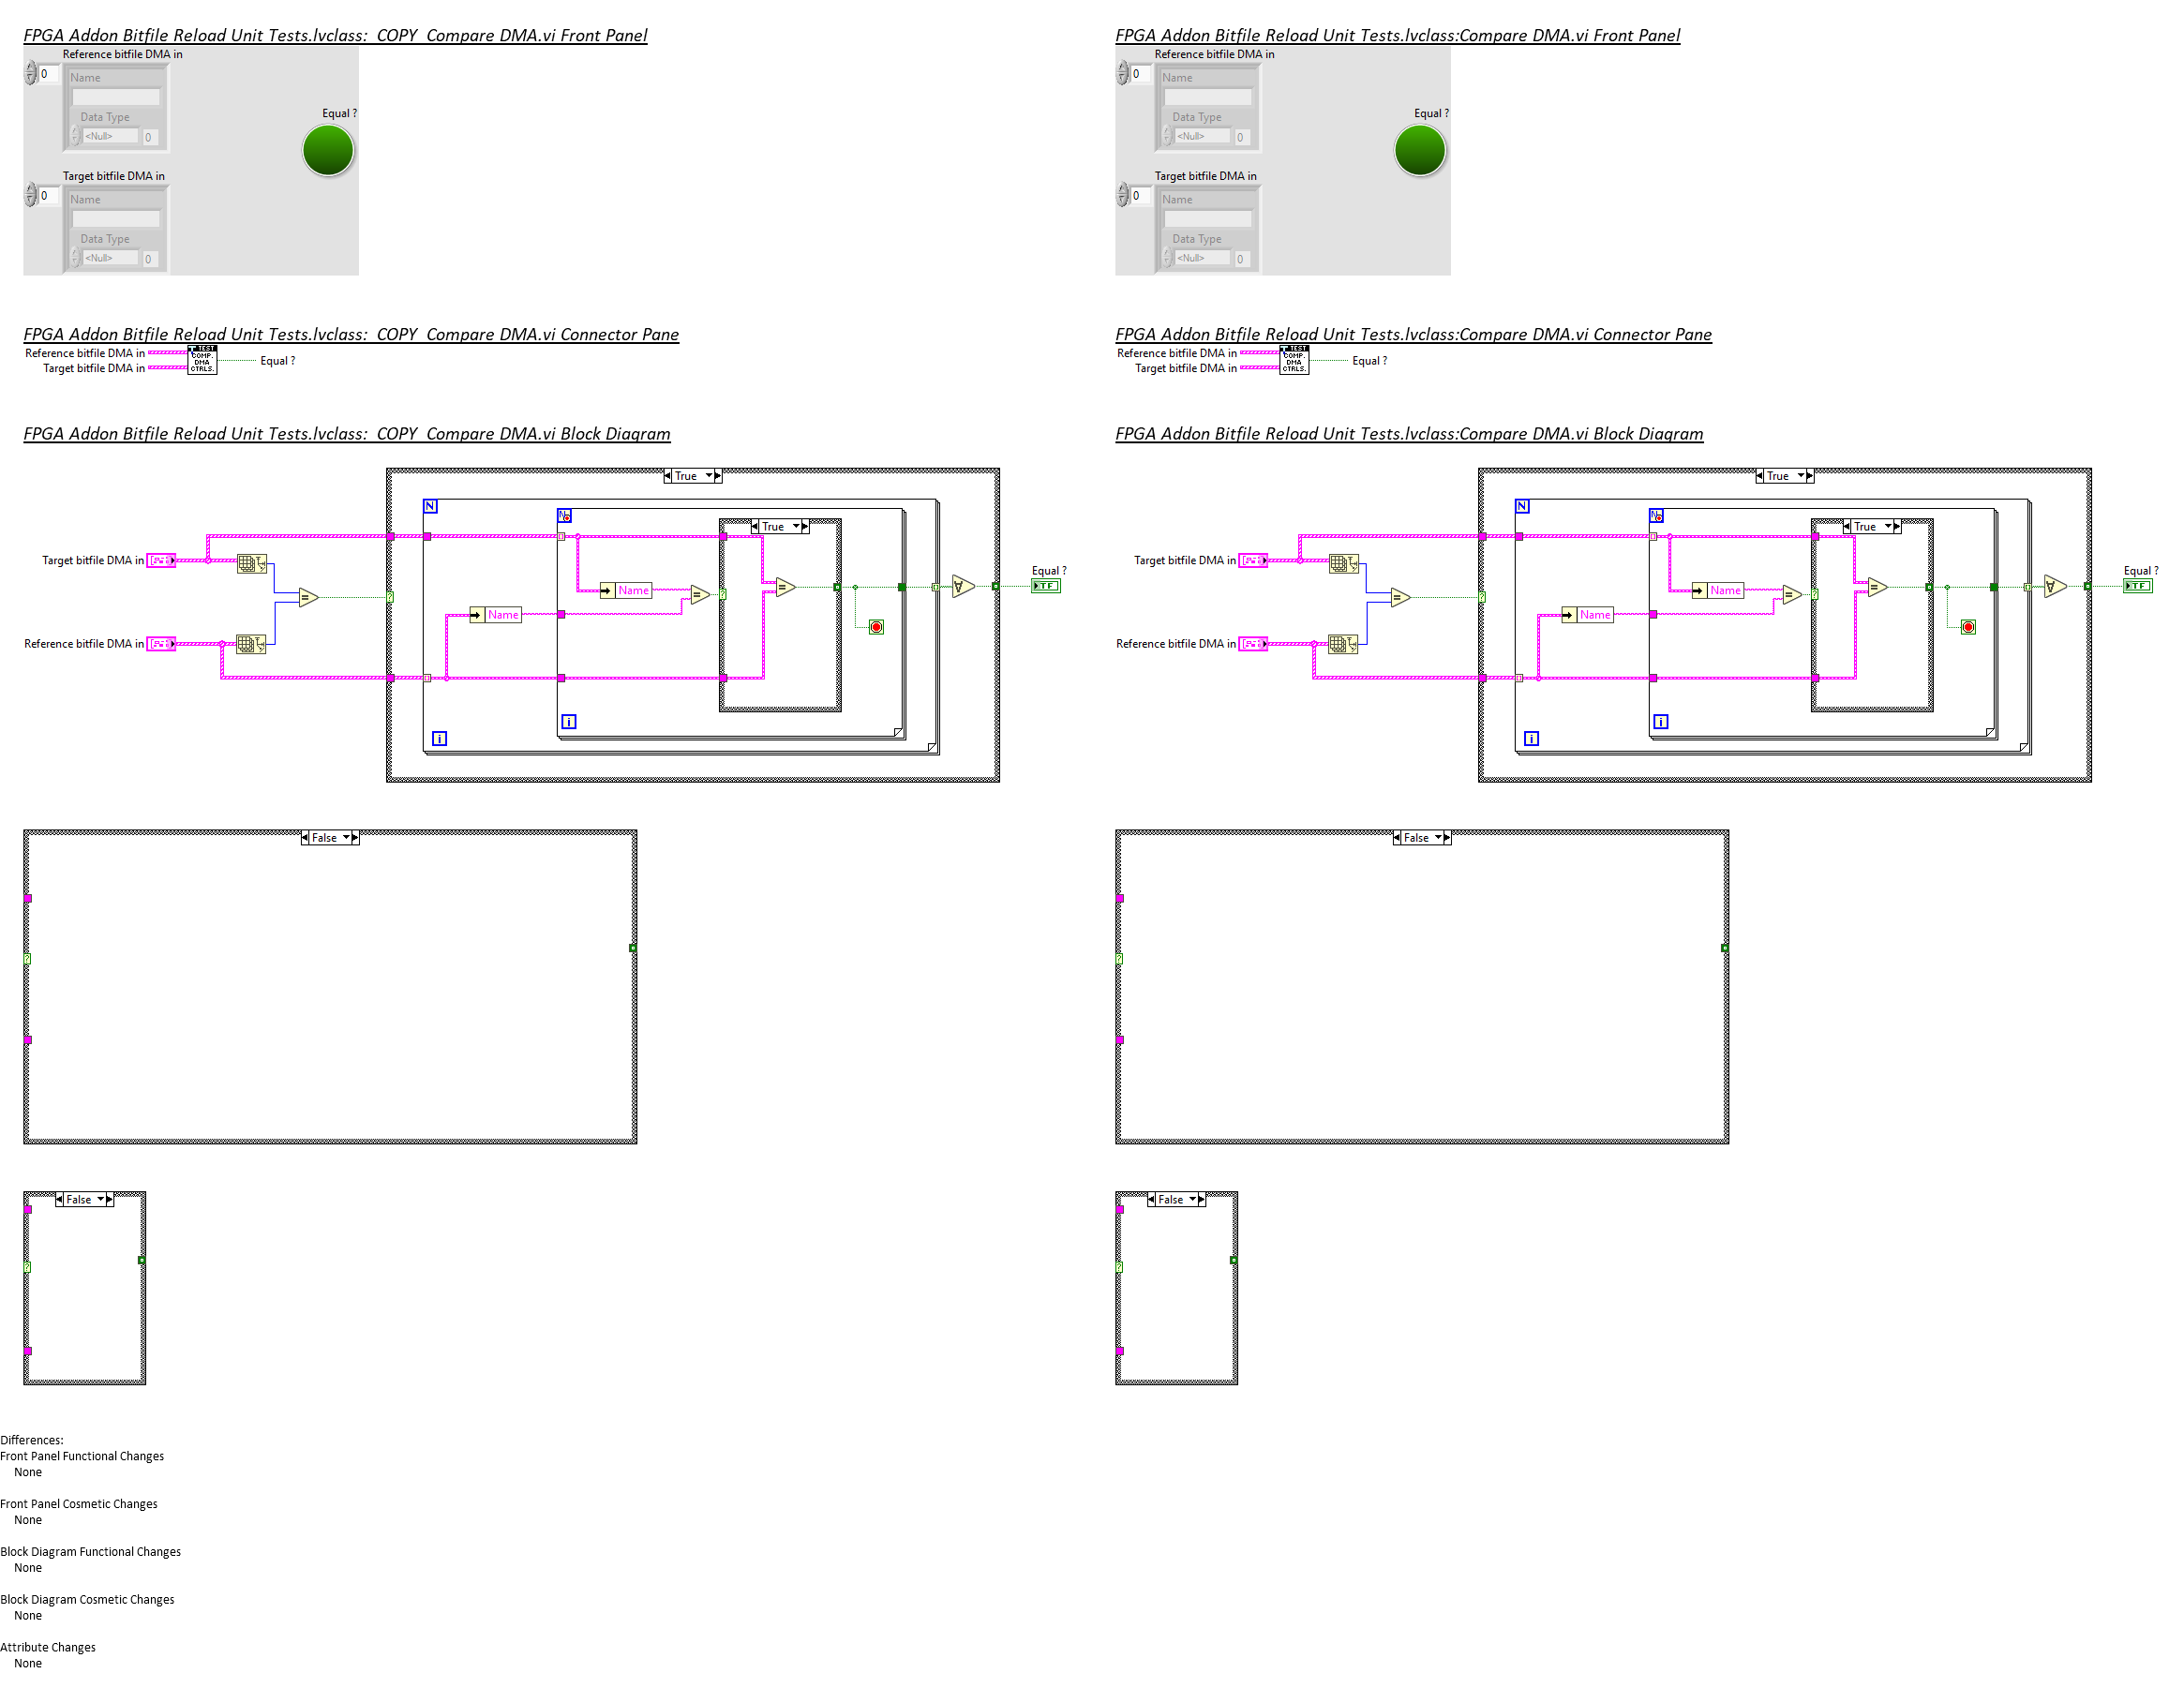 FPGA Addon Bitfile Reload Unit Tests.lvclass:  COPY  Compare DMA.vi Front Panel
Reference bitfile DMA in
0
Name
Data Type
<Null>
0
Equal ?
Target bitfile DMA in
0
Name
Data Type
<Null>
0
FPGA Addon Bitfile Reload Unit Tests.lvclass:Compare DMA.vi Front Panel
Reference bitfile DMA in
0
Name
Data Type
<Null>
0
Equal ?
Target bitfile DMA in
0
Name
Data Type
<Null>
0
FPGA Addon Bitfile Reload Unit Tests.lvclass:  COPY  Compare DMA.vi Connector Pane
Reference bitfile DMA in
Target bitfile DMA in
TEST
COMP.
DMA
CTRLS.
Equal ?
FPGA Addon Bitfile Reload Unit Tests.lvclass:Compare DMA.vi Connector Pane
Reference bitfile DMA in
Target bitfile DMA in
TEST
COMP.
DMA
CTRLS.
Equal ?
FPGA Addon Bitfile Reload Unit Tests.lvclass:  COPY  Compare DMA.vi Block Diagram
True
N
N
True
Target bitfile DMA in
=
Name
=
=
Name
Equal ?
TF
Reference bitfile DMA in
i
i
FPGA Addon Bitfile Reload Unit Tests.lvclass:Compare DMA.vi Block Diagram
True
N
N
True
Target bitfile DMA in
=
Name
=
=
Name
Equal ?
TF
Reference bitfile DMA in
i
i
False
?
False
?
False
?
False
?
Differences:
Front Panel Functional Changes
None
Front Panel Cosmetic Changes
None
Block Diagram Functional Changes
None
Block Diagram Cosmetic Changes
None
Attribute Changes
None